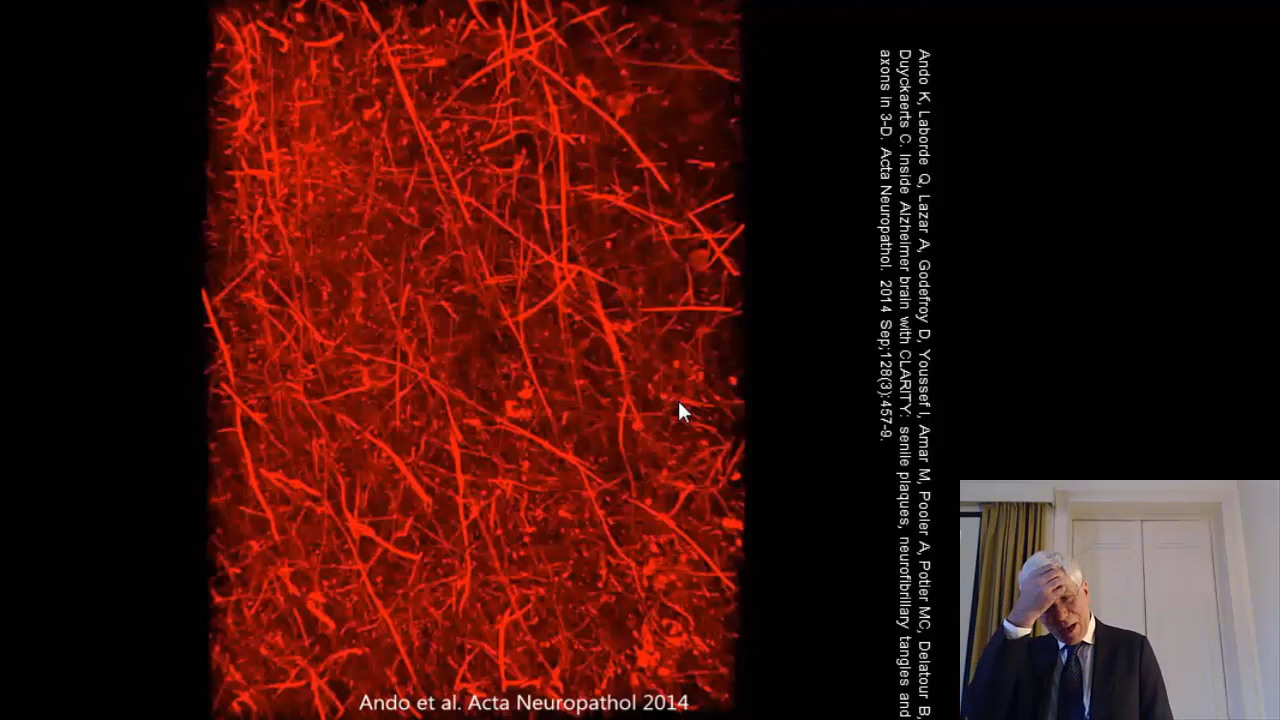 Ando K, Laborde Q, Lazar A, Godefroy D, Youssef I, Amar M, Pooler A, Potier MC, Delatour B,
Duyckaerts C. Inside Alzheimer brain with CLARITY: senile plaques, neurofibrillary tangles and
axons in 3-D. Acta Neuropathol. 2014 Sep;128(3):457-9.
Ando et al. Acta Neuropathol 2014